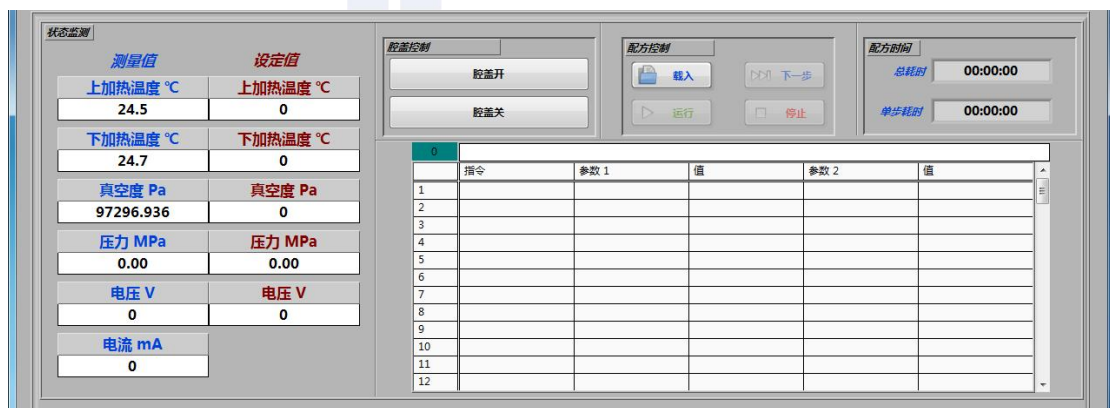 状态监测
测量值 设定值
上加热温度 ℃ 上加热温度 ℃
24.5 0
下加热温度 ℃ 下加热温度 ℃
24.7 0
真空度 Pa 真空度 Pa
97296.936 0
压力 MPa 压力 MPa
0.00 0.00
电压 V 电压 V
0 0
电流 mA
0
腔盖控制
腔盖开
腔盖关
配方控制
载入 下一步
运行 停止
配方时间
总耗时 00:00:00
单步耗时 00:00:00
0
指令 参数 1 值 参数 2 值
1
2
3
4
5
6
7
8
9
10
11
12